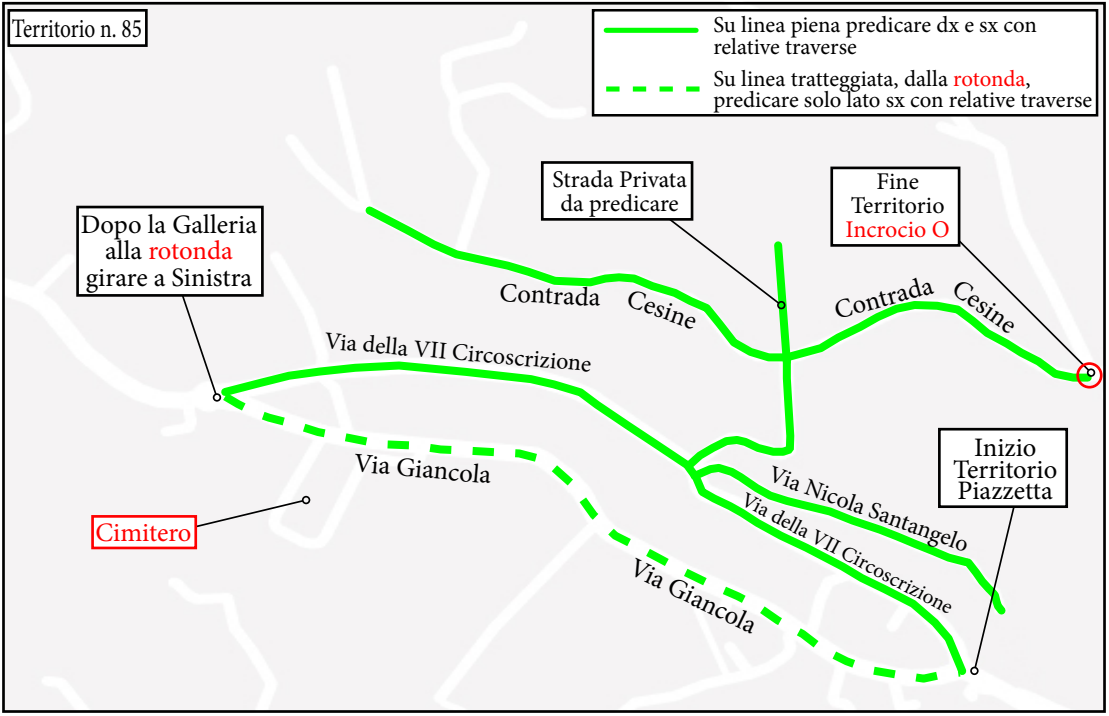 Territorio n. 85
Su linea piena predicare dx e sx con
relative traverse
Su linea tratteggiata, dalla rotonda,
predicare solo lato sx con relative traverse
Strada Privata
da predicare
Fine
Territorio
Incrocio O
Dopo la Galleria
alla rotonda
girare a Sinistra
Contrada Cesine
Contrada Cesine
Via della VII Circoscrizione
Via Giancola
Inizio
Territorio
Piazzetta
Via Nicola Santangelo
Via della VII Circoscrizione
Cimitero
Via Giancola